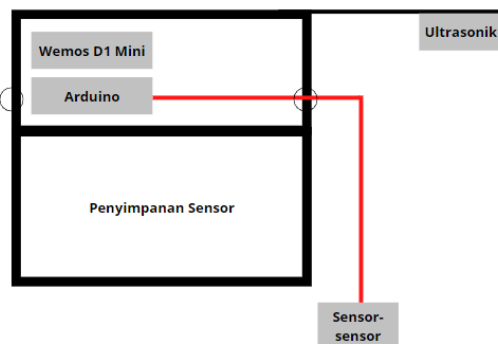 Ultrasonik
Wemos D1 Mini
Arduino
Penyimpanan Sensor
Sensor-
sensor